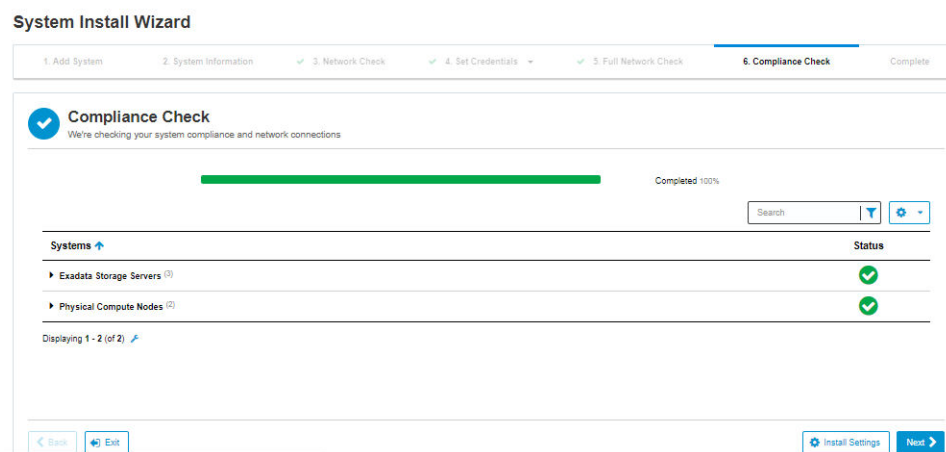 System Install Wizard
1. Add System 2. System Information 3. Network Check 4. Set Credentials 5. Full Network Check 6. Compliance Check Complete
Compliance Check
We're checking your system compliance and network connections
Completed 100%
Search
Systems Status
Exadata Storage Servers (3)
Physical Compute Nodes (2)
Displaying 1 - 2 (of 2)
Back Exit Install Settings Next